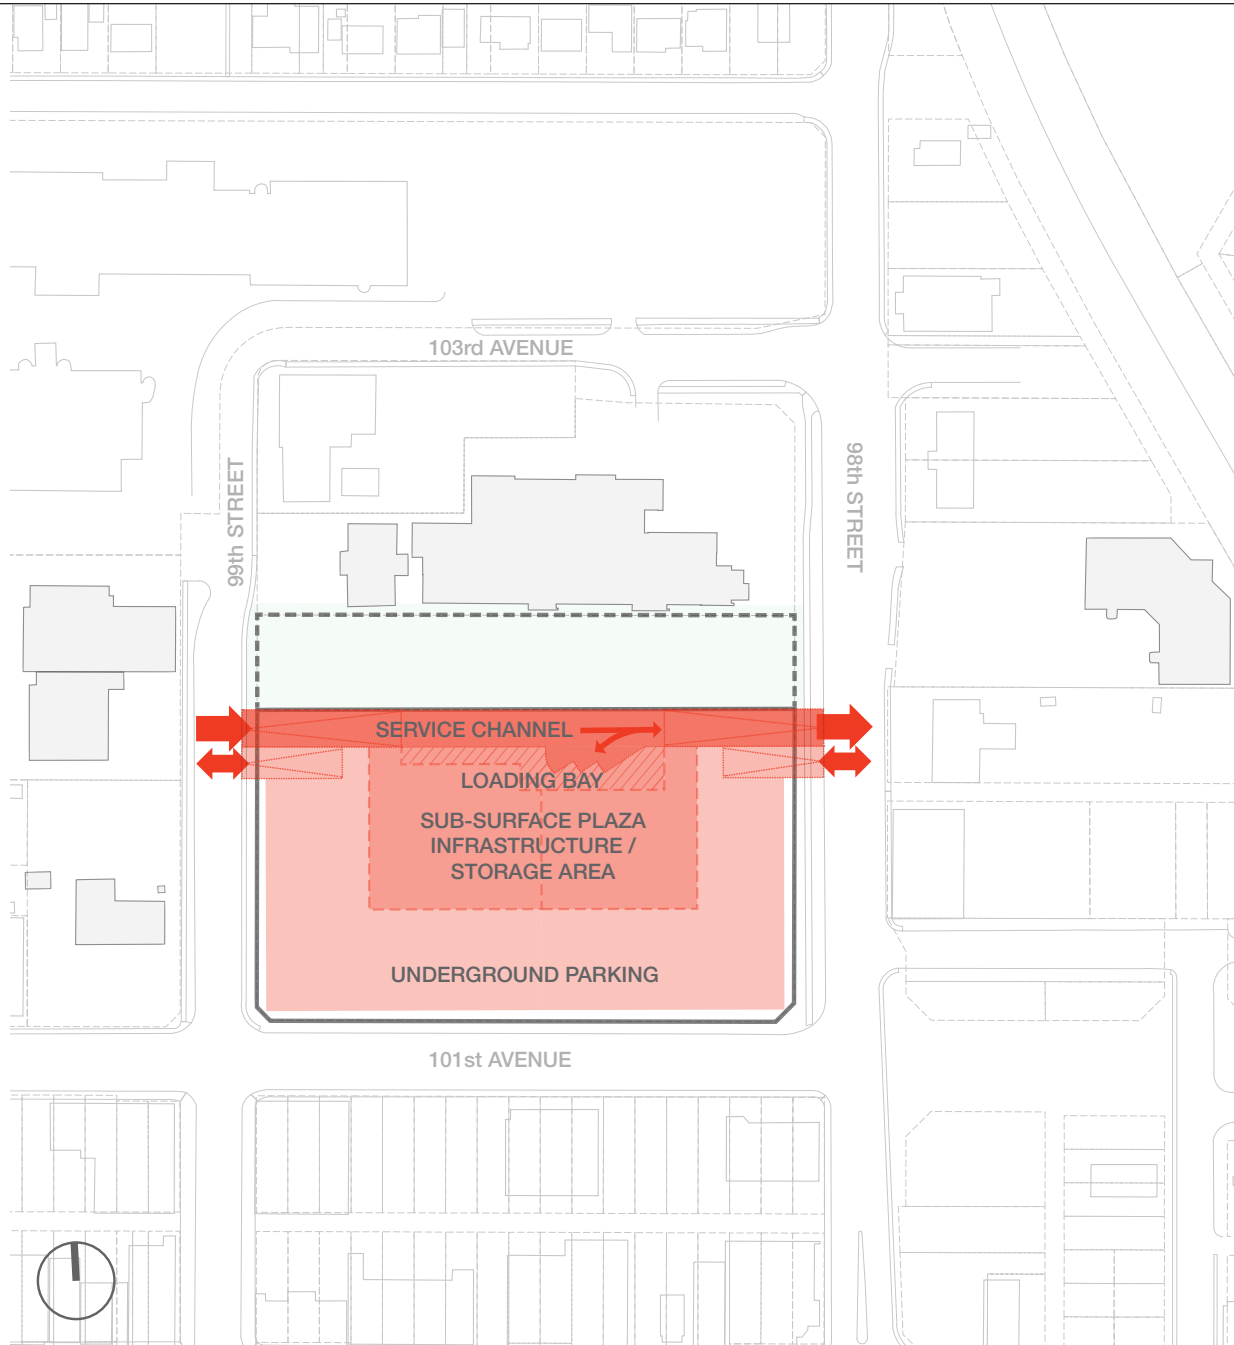 103rd AVENUE
99th STREET
98th STREET
SERVICE CHANNEL
LOADING BAY
SUB-SURFACE PLAZA
INFRASTRUCTURE /
STORAGE AREA
UNDERGROUND PARKING
101st AVENUE